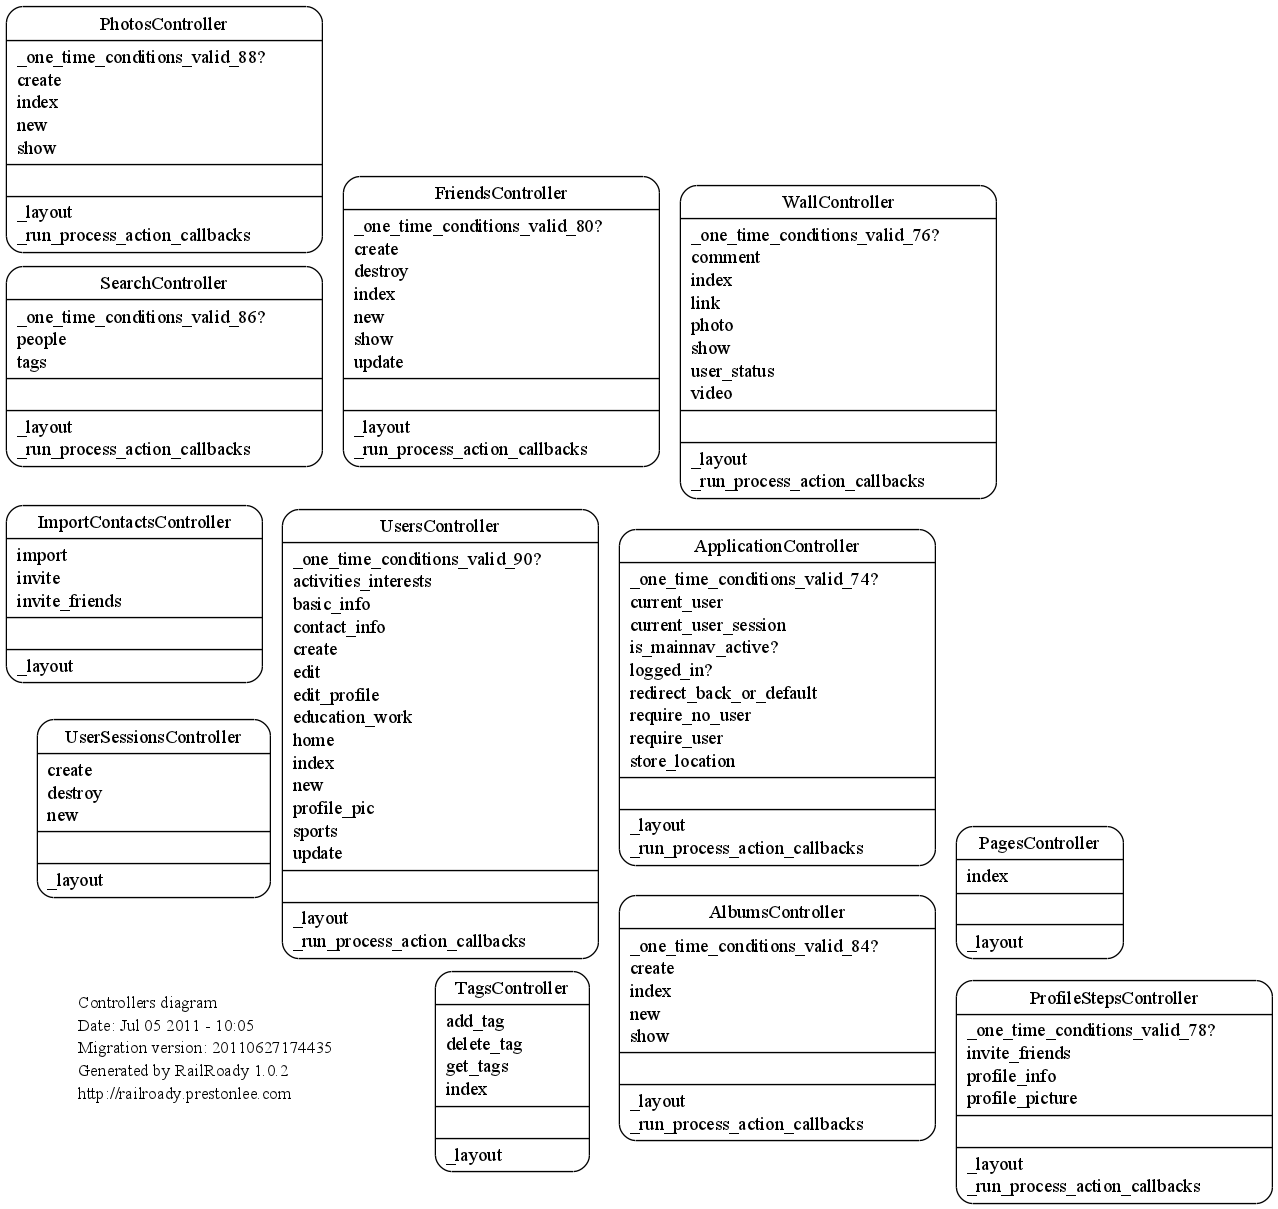 PhotosController
_one_time_conditions_valid_88?
create
index
new
show
_layout
_run_process_action_callbacks
SearchController
_one_time_conditions_valid_86?
people
tags
_layout
_run_process_action_callbacks
FriendsController
_one_time_conditions_valid_80?
create
destroy
index
new
show
update
_layout
_run_process_action_callbacks
WallController
_one_time_conditions_valid_76?
comment
index
link
photo
show
user_status
video
_layout
_run_process_action_callbacks
ImportContactsController
import
invite
invite_friends
_layout
UserSessionsController
create
destroy
new
_layout
UsersController
_one_time_conditions_valid_90?
activities_interests
basic_info
contact_info
create
edit
edit_profile
education_work
home
index
new
profile_pic
sports
update
_layout
_run_process_action_callbacks
ApplicationController
_one_time_conditions_valid_74?
current_user
current_user_session
is_mainnav_active?
logged_in?
redirect_back_or_default
require_no_user
require_user
store_location
_layout
_run_process_action_callbacks
PagesController
index
_layout
AlbumsController
_one_time_conditions_valid_84?
create
index
new
show
_layout
_run_process_action_callbacks
TagsController
add_tag
delete_tag
get_tags
index
_layout
ProfileStepsController
_one_time_conditions_valid_78?
invite_friends
profile_info
profile_picture
_layout
_run_process_action_callbacks
Controllers diagram
Date: Jul 05 2011 - 10:05
Migration version: 20110627174435
Generated by RailRoady 1.0.2
http://railroady.prestonlee.com